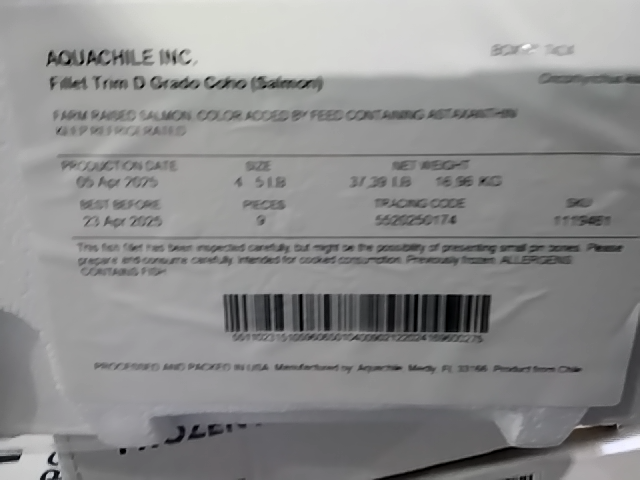 AQUACHILE INC.
Fillet Trim D Grado Coho (Salmon)
FARM RAISED SALMON, COLOR ADDED BY FEED CONTAINING ASTAXANTHIN
KEEP REFRIGERATED
PRODUCTION DATE SIZE NET WEIGHT
05 Apr 2025 4 5 LB 37,39 LB 16,96 KG
BEST BEFORE PIECES TRACING CODE SKU
23 Apr 2025 9 5520250174
This fish fillet has been inspected carefully, but might be the possibility of presenting small pin bones. Please
prepare and consume carefully. Intended for cooked consumption. Previously frozen. ALLERGENS:
CONTAINS FISH
PROCESSED AND PACKED IN USA Manufactured by Aquachile Medly, FL 33166 Product from Chile